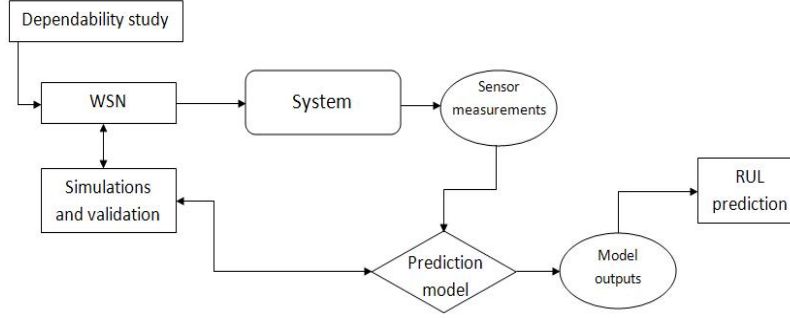 Dependability study
WSN
System
Sensor
measurements
Simulations
and validation
RUL
prediction
Prediction
model
Model
outputs